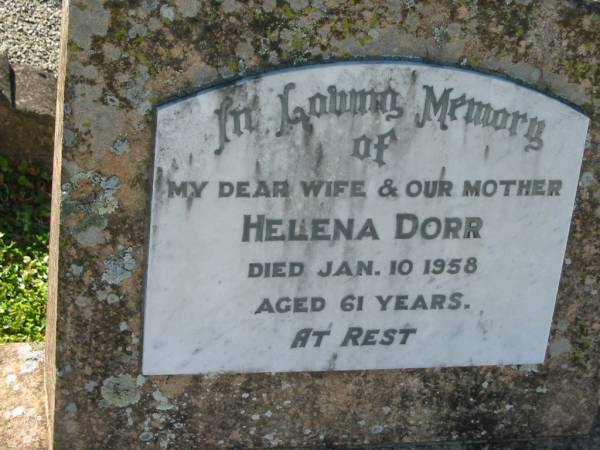 In Loving Memory
of
MY DEAR WIFE & OUR MOTHER
HELENA DORR
DIED JAN. 10 1958
AGED 61 YEARS.
AT REST